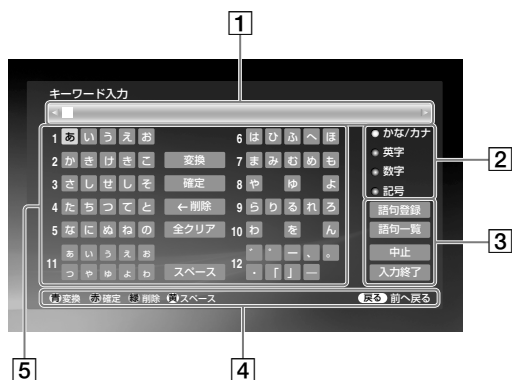 1
キーワード入力
1 あ い う え お 6 は ひ ふ へ ほ かな/カナ
英字
2 か き け き こ 変換 7 ま み む め も 数字
2
3 さ し せ し そ 確定 8 や ゆ よ 記号
4 た ち つ て と ←削除 9 ら り る れ ろ 語句登録
5 な に ぬ ね の 全クリア 10 わ を ん 語句一覧
3
11 ぁ ぃ ぅ ぇ ぉ 12 ゛ ゜ ー 、 。 中止
っ ゃ ゅ ょ ゎ スペース ・ 「 」 — 入力終了
青 変換 赤 確定 緑 削除 黄 スペース 戻る 前へ戻る
5
4